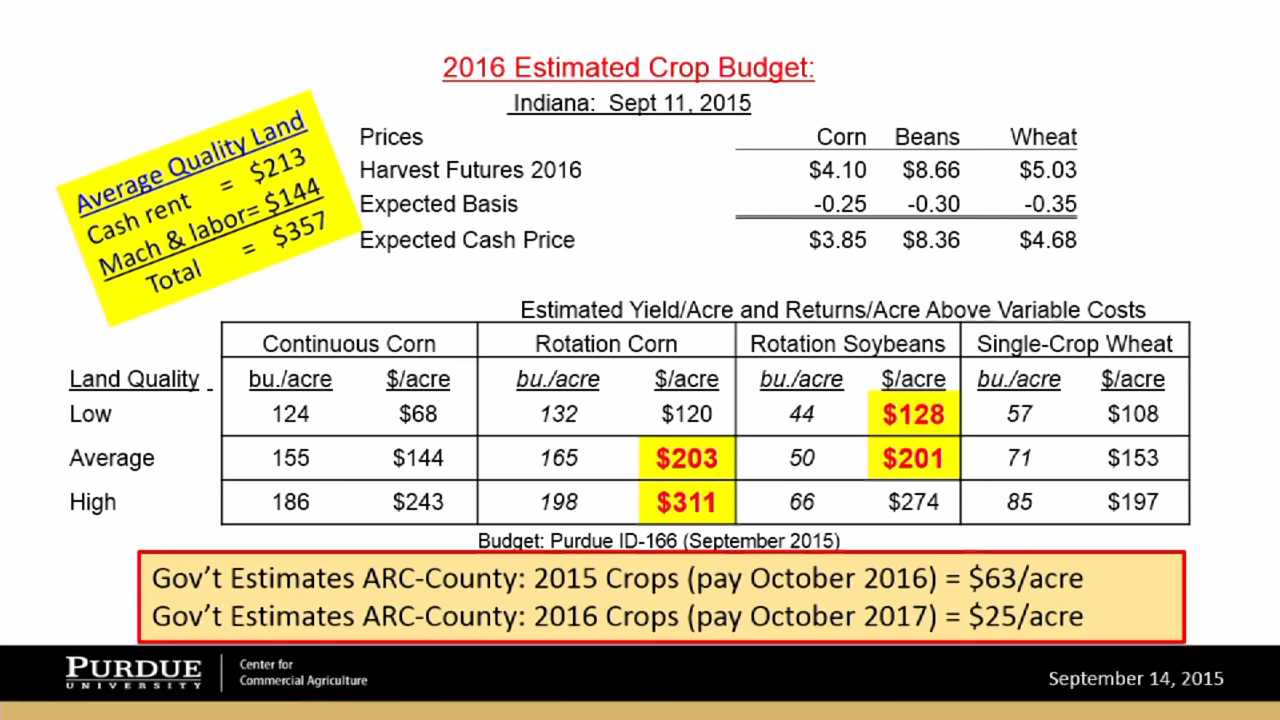 2016 Estimated Crop Budget:
Indiana: Sept 11, 2015
Average Quality Land
Cash rent = $213
Mach & labor= $144
Total = $357
Prices Corn Beans Wheat
Harvest Futures 2016 $4.10 $8.66 $5.03
Expected Basis -0.25 -0.30 -0.35
Expected Cash Price $3.85 $8.36 $4.68
Estimated Yield/Acre and Returns/Acre Above Variable Costs
Continuous Corn Rotation Corn Rotation Soybeans Single-Crop Wheat
Land Quality bu./acre $/acre bu./acre $/acre bu./acre $/acre bu./acre $/acre
Low 124 $68 132 $120 44 $128 57 $108
Average 155 $144 165 $203 50 $201 71 $153
High 186 $243 198 $311 66 $274 85 $197
Budget: Purdue ID-166 (September 2015)
Gov't Estimates ARC-County: 2015 Crops (pay October 2016) = $63/acre
Gov't Estimates ARC-County: 2016 Crops (pay October 2017) = $25/acre
PURDUE
UNIVERSITY
Center for
Commercial Agriculture
September 14, 2015